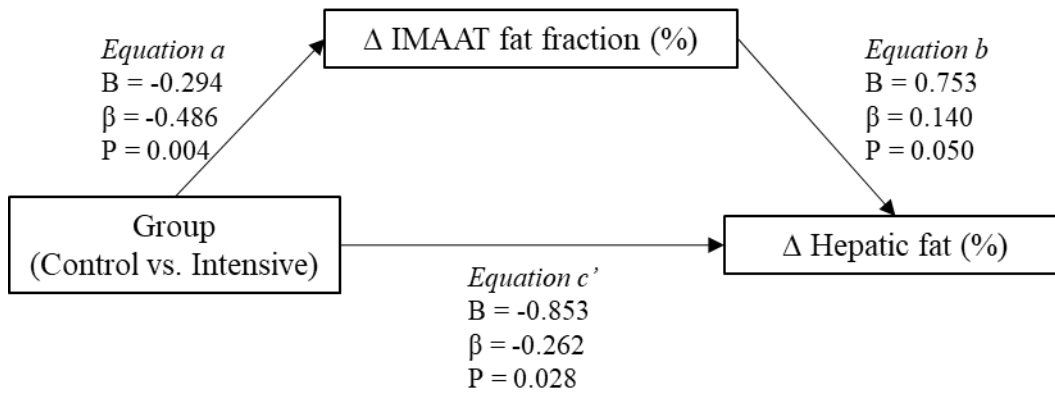 Δ IMAAT fat fraction (%)
Equation a
B = -0.294
β = -0.486
P = 0.004
Equation b
B = 0.753
β = 0.140
P = 0.050
Group
(Control vs. Intensive)
Δ Hepatic fat (%)
Equation c’
B = -0.853
β = -0.262
P = 0.028